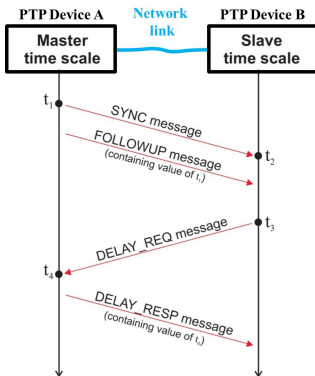 PTP Device A
Network
link
PTP Device B
Master
time scale
Slave
time scale
t₁
SYNC message
t₂
FOLLOWUP message
(containing value of t₁)
t₃
DELAY_REQ message
t₄
DELAY_RESP message
(containing value of t₄)